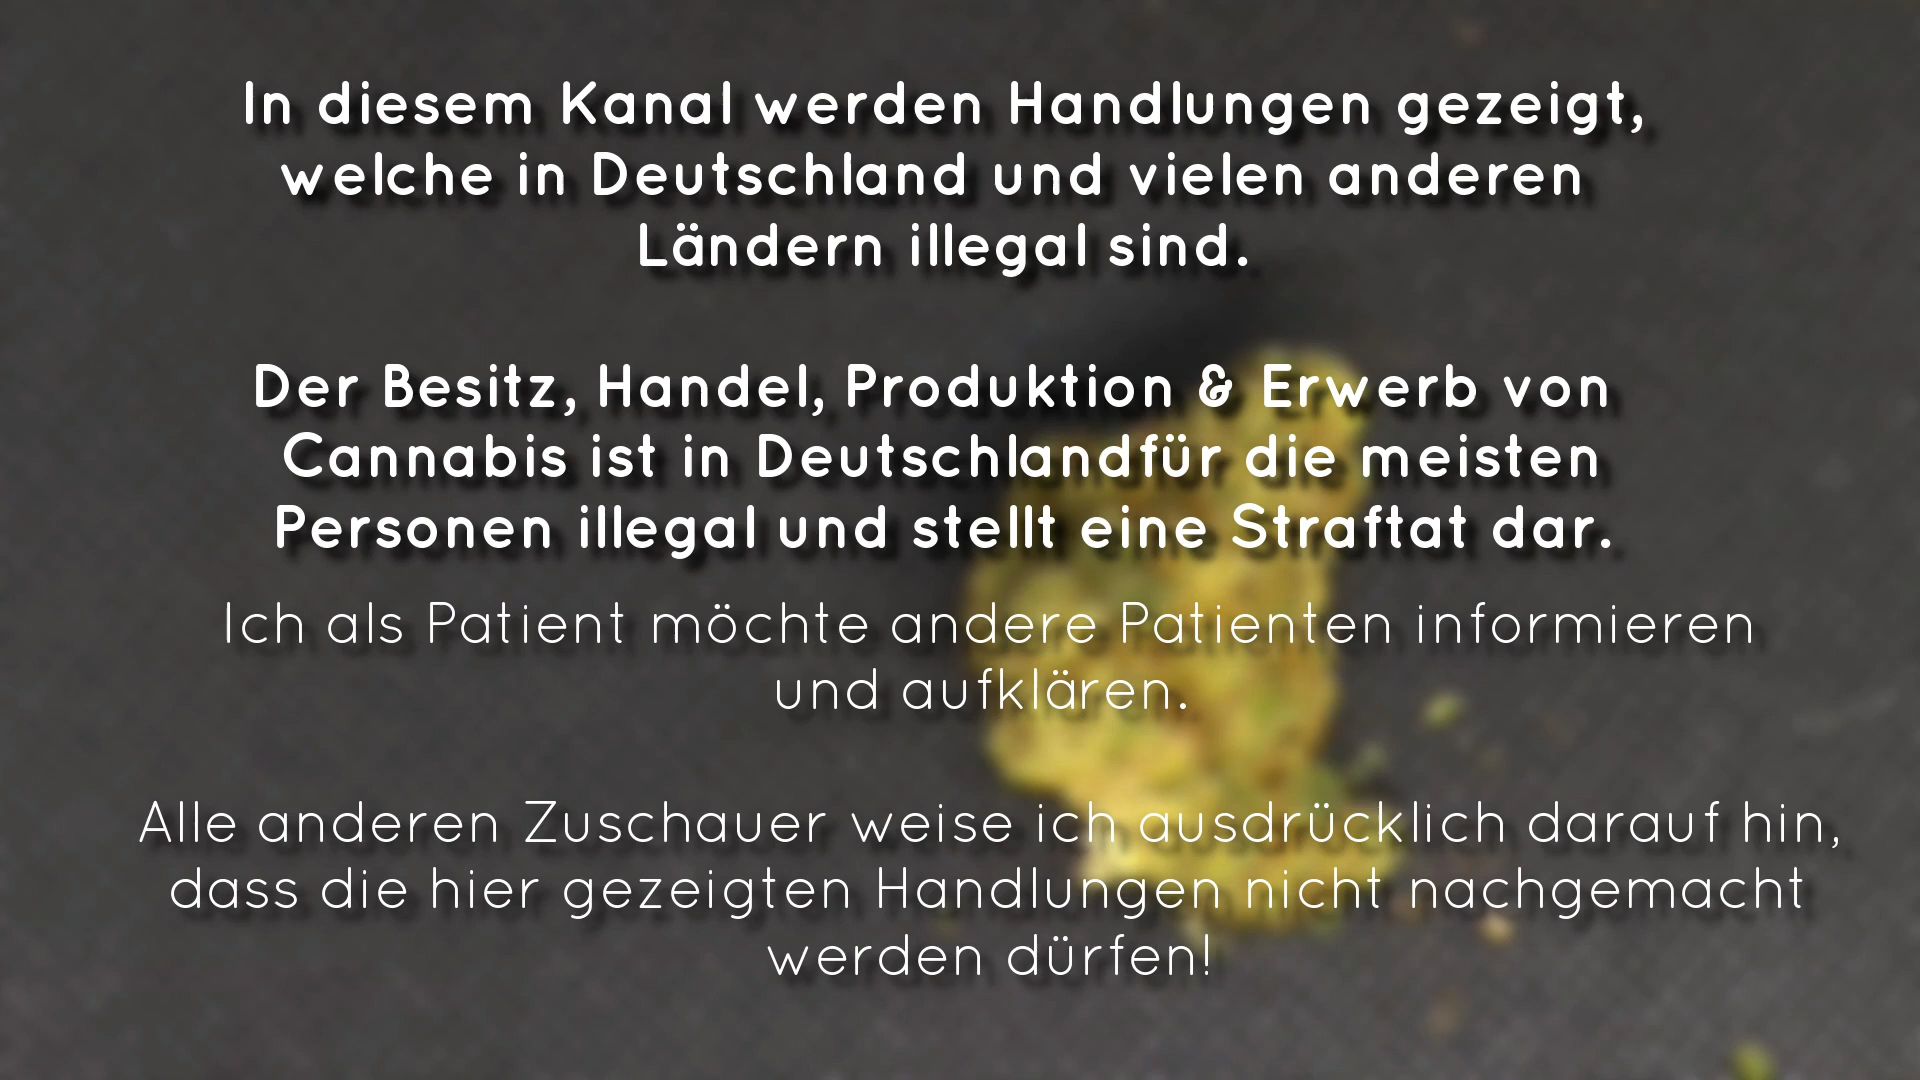 In diesem Kanal werden Handlungen gezeigt,
welche in Deutschland und vielen anderen
Ländern illegal sind.
Der Besitz, Handel, Produktion & Erwerb von
Cannabis ist in Deutschlandfür die meisten
Personen illegal und stellt eine Straftat dar.
Ich als Patient möchte andere Patienten informieren
und aufklären.
Alle anderen Zuschauer weise ich ausdrücklich darauf hin,
dass die hier gezeigten Handlungen nicht nachgemacht
werden dürfen!